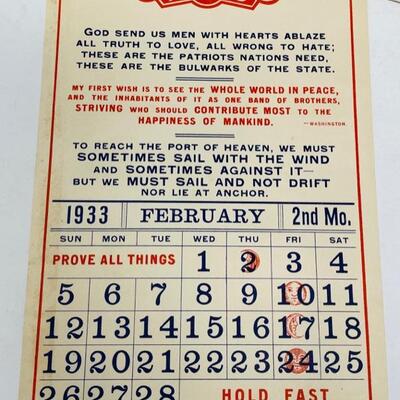 GOD SEND US MEN WITH HEARTS ABLAZE
ALL TRUTH TO LOVE, ALL WRONG TO HATE;
THESE ARE THE PATRIOTS NATIONS NEED,
THESE ARE THE BULWARKS OF THE STATE.
MY FIRST WISH IS TO SEE THE WHOLE WORLD IN PEACE,
AND THE INHABITANTS OF IT AS ONE BAND OF BROTHERS,
STRIVING WHO SHOULD CONTRIBUTE MOST TO THE
HAPPINESS OF MANKIND. —WASHINGTON.
TO REACH THE PORT OF HEAVEN, WE MUST
SOMETIMES SAIL WITH THE WIND
AND SOMETIMES AGAINST IT—
BUT WE MUST SAIL AND NOT DRIFT
NOR LIE AT ANCHOR.
1933 FEBRUARY 2nd Mo.
SUN MON TUE WED THU FRI SAT
PROVE ALL THINGS 1 2 3 4
5 6 7 8 9 10 11
12 13 14 15 16 17 18
19 20 21 22 23 24 25
26 27 28 HOLD FAST